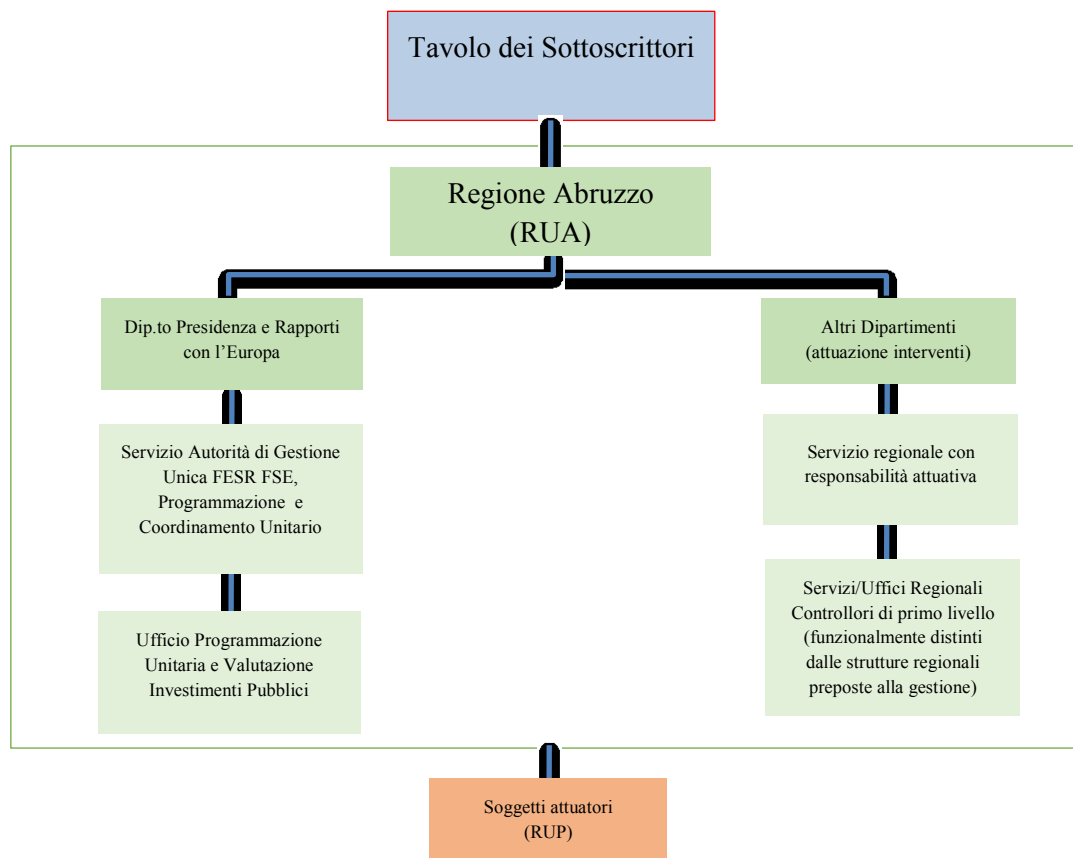 Tavolo dei Sottoscrittori
Regione Abruzzo
(RUA)
Dip.to Presidenza e Rapporti
con l’Europa
Servizio Autorità di Gestione
Unica FESR FSE,
Programmazione e
Coordinamento Unitario
Ufficio Programmazione
Unitaria e Valutazione
Investimenti Pubblici
Altri Dipartimenti
(attuazione interventi)
Servizio regionale con
responsabilità attuativa
Servizi/Uffici Regionali
Controllori di primo livello
(funzionalmente distinti
dalle strutture regionali
preposte alla gestione)
Soggetti attuatori
(RUP)